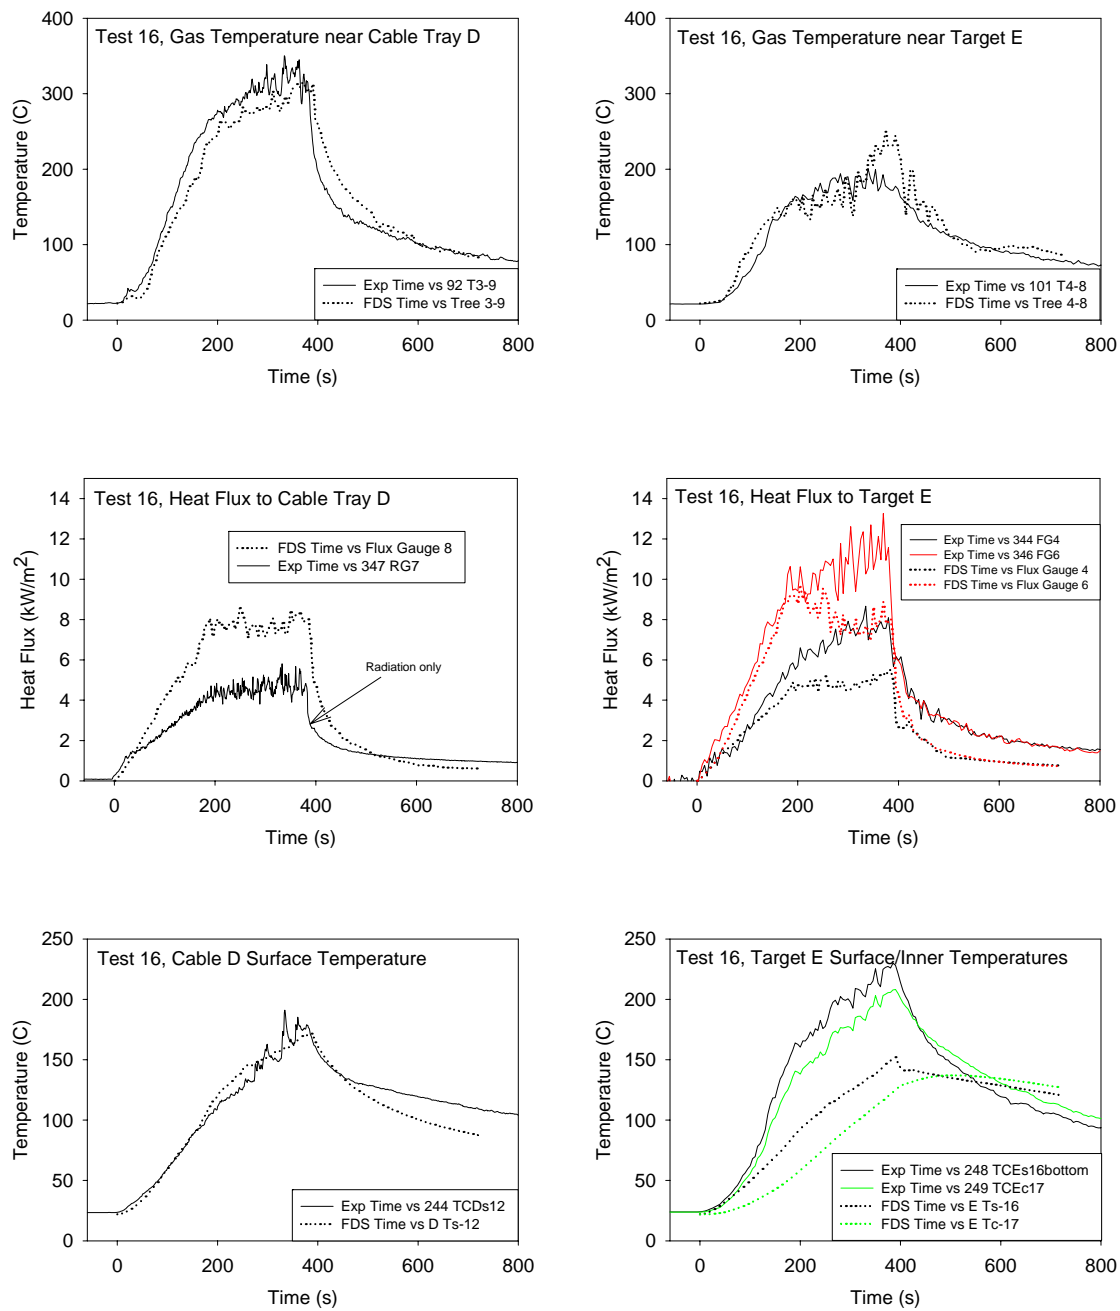 Test 16, Gas Temperature near Cable Tray D
Temperature (C)
400
300
200
100
0
Exp Time vs 92 T3-9
FDS Time vs Tree 3-9
0 200 400 600 800
Time (s)
Test 16, Gas Temperature near Target E
Temperature (C)
400
300
200
100
0
Exp Time vs 101 T4-8
FDS Time vs Tree 4-8
0 200 400 600 800
Time (s)
Test 16, Heat Flux to Cable Tray D
Heat Flux (kW/m²)
14
12
10
8
6
4
2
0
FDS Time vs Flux Gauge 8
Exp Time vs 347 RG7
Radiation only
0 200 400 600 800
Time (s)
Test 16, Heat Flux to Target E
Heat Flux (kW/m²)
14
12
10
8
6
4
2
0
Exp Time vs 344 FG4
Exp Time vs 346 FG6
FDS Time vs Flux Gauge 4
FDS Time vs Flux Gauge 6
0 200 400 600 800
Time (s)
Test 16, Cable D Surface Temperature
Temperature (C)
250
200
150
100
50
0
Exp Time vs 244 TCDs12
FDS Time vs D Ts-12
0 200 400 600 800
Time (s)
Test 16, Target E Surface/Inner Temperatures
Temperature (C)
250
200
150
100
50
0
Exp Time vs 248 TCEs16bottom
Exp Time vs 249 TCEc17
FDS Time vs E Ts-16
FDS Time vs E Tc-17
0 200 400 600 800
Time (s)